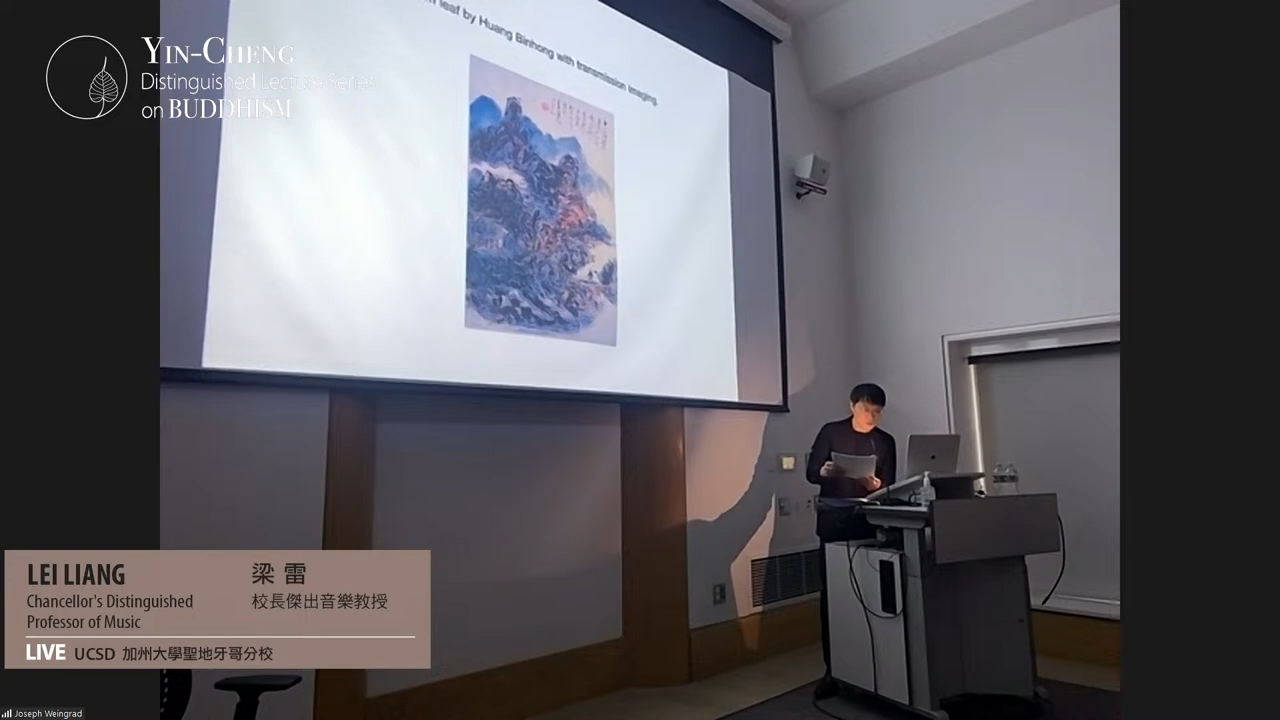 YIN-CHENG
Distinguished Lecture Series
on BUDDHISM
leaf by Huang Binhong with transmission imaging.
LEI LIANG
梁雷
Chancellor's Distinguished
Professor of Music
校長傑出音樂教授
LIVE UCSD 加州大學聖地牙哥分校
Joseph Weingrad